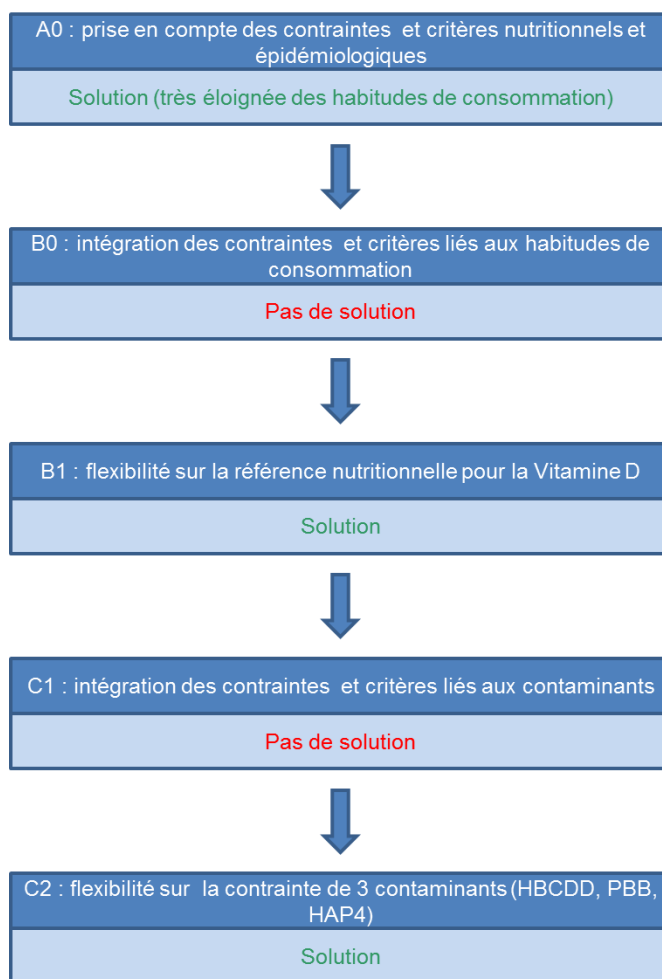 A0 : prise en compte des contraintes et critères nutritionnels et
épidémiologiques
Solution (très éloignée des habitudes de consommation)
B0 : intégration des contraintes et critères liés aux habitudes de
consommation
Pas de solution
B1 : flexibilité sur la référence nutritionnelle pour la Vitamine D
Solution
C1 : intégration des contraintes et critères liés aux contaminants
Pas de solution
C2 : flexibilité sur la contrainte de 3 contaminants (HBCDD, PBB,
HAP4)
Solution